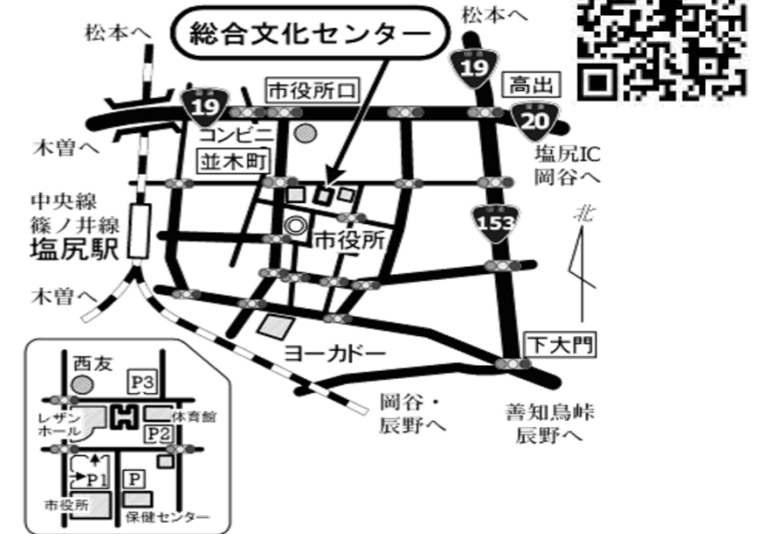 松本へ
総合文化センター
松本へ
19
高出
市役所口
19
20
コンビニ
木曽へ
並木町
塩尻IC
岡谷へ
中央線
篠ノ井線
塩尻駅
北
153
市役所
木曽へ
ヨーカドー
下大門
岡谷・
辰野へ
善知鳥峠
辰野へ
西友
P3
レザン
ホール
体育館
P2
P1
P
市役所
保健センター